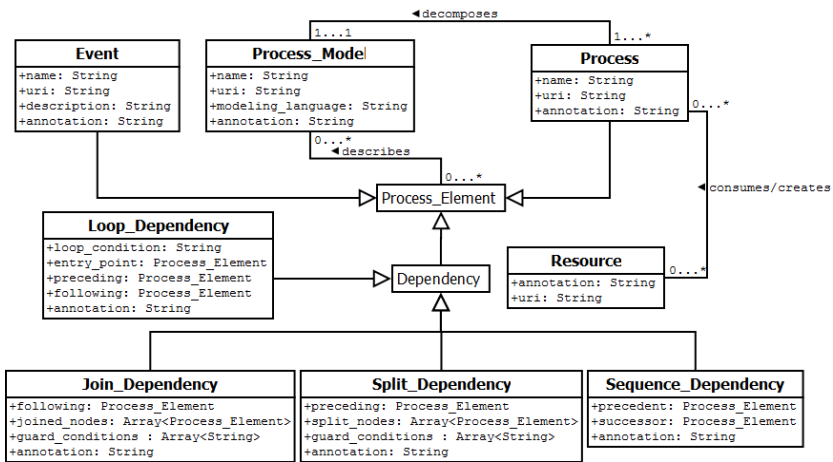 ◄decomposes
1...1
1...*
Event
+name: String
+uri: String
+description: String
+annotation: String
Process_Model
+name: String
+uri: String
+modeling_language: String
+annotation: String
Process
+name: String
+uri: String
+annotation: String
0...*
0...*
◄describes
0...*
Process_Element
◄consumes/creates
Loop_Dependency
+loop_condition: String
+entry_point: Process_Element
+preceding: Process_Element
+following: Process_Element
+annotation: String
Dependency
Resource
+annotation: String
+uri: String
0...*
Join_Dependency
+following: Process_Element
+joined_nodes: Array<Process_Element>
+guard_conditions : Array<String>
+annotation: String
Split_Dependency
+preceding: Process_Element
+split_nodes: Array<Process_Element>
+guard_conditions : Array<String>
+annotation: String
Sequence_Dependency
+precedent: Process_Element
+successor: Process_Element
+annotation: String